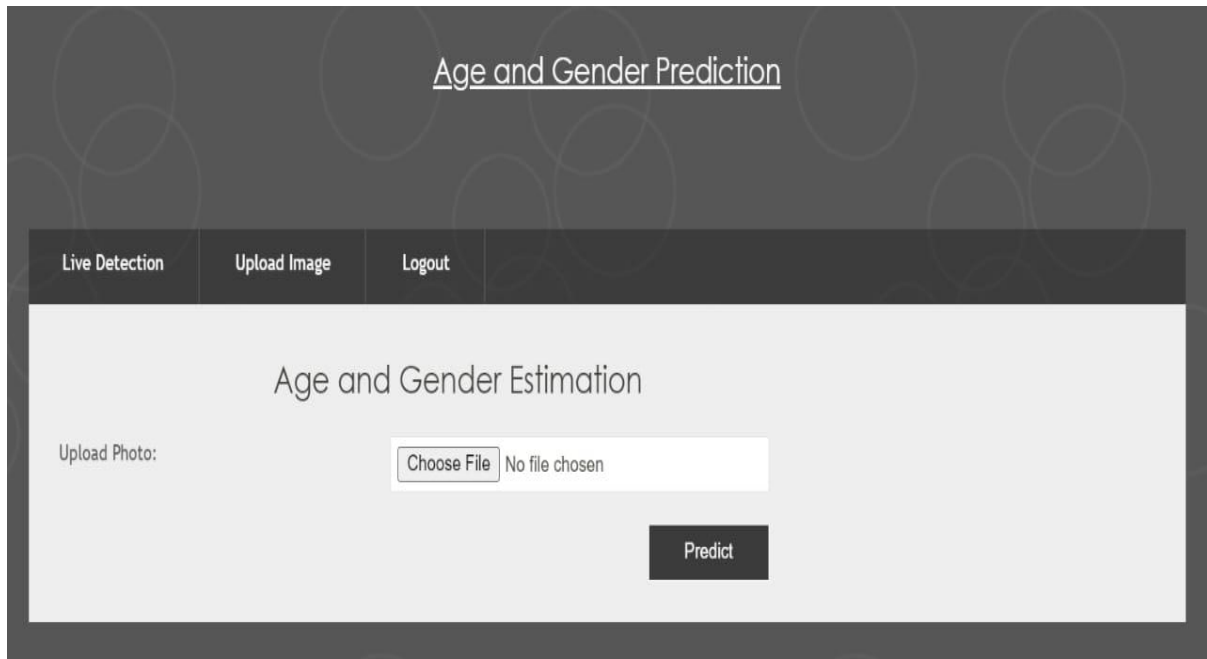 Age and Gender Prediction
Live Detection Upload Image Logout
Age and Gender Estimation
Upload Photo: Choose File No file chosen
Predict